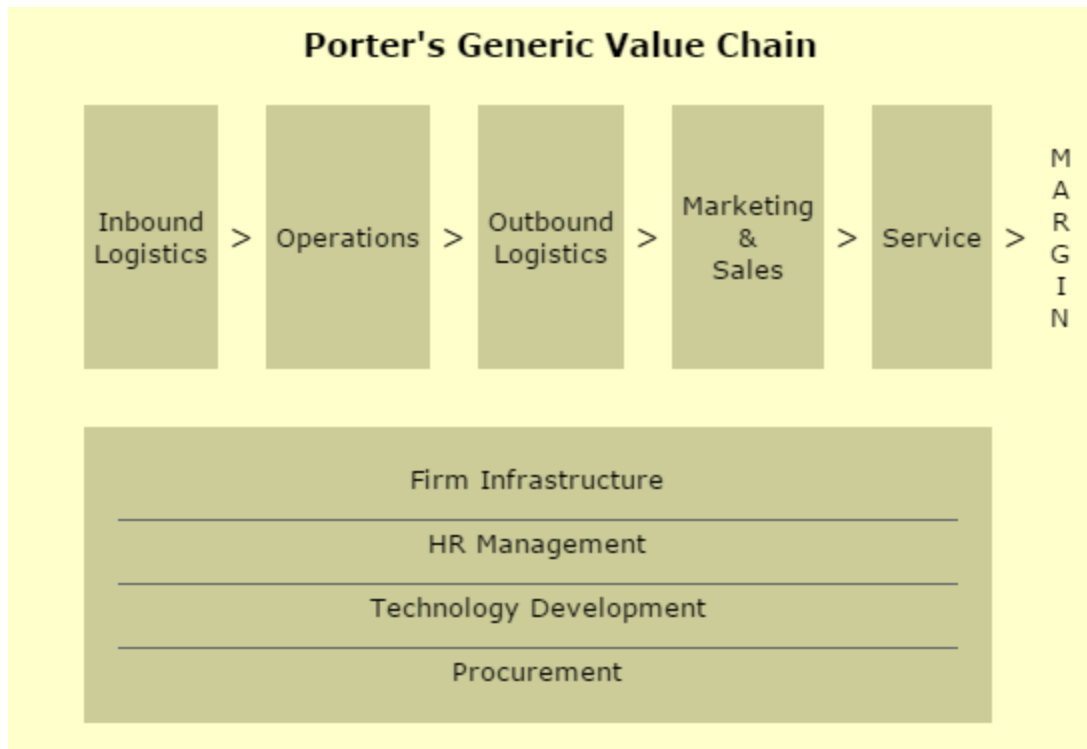 Porter's Generic Value Chain
Inbound
Logistics
>
Operations
>
Outbound
Logistics
>
Marketing
&
Sales
>
Service
>
M
A
R
G
I
N
Firm Infrastructure
HR Management
Technology Development
Procurement